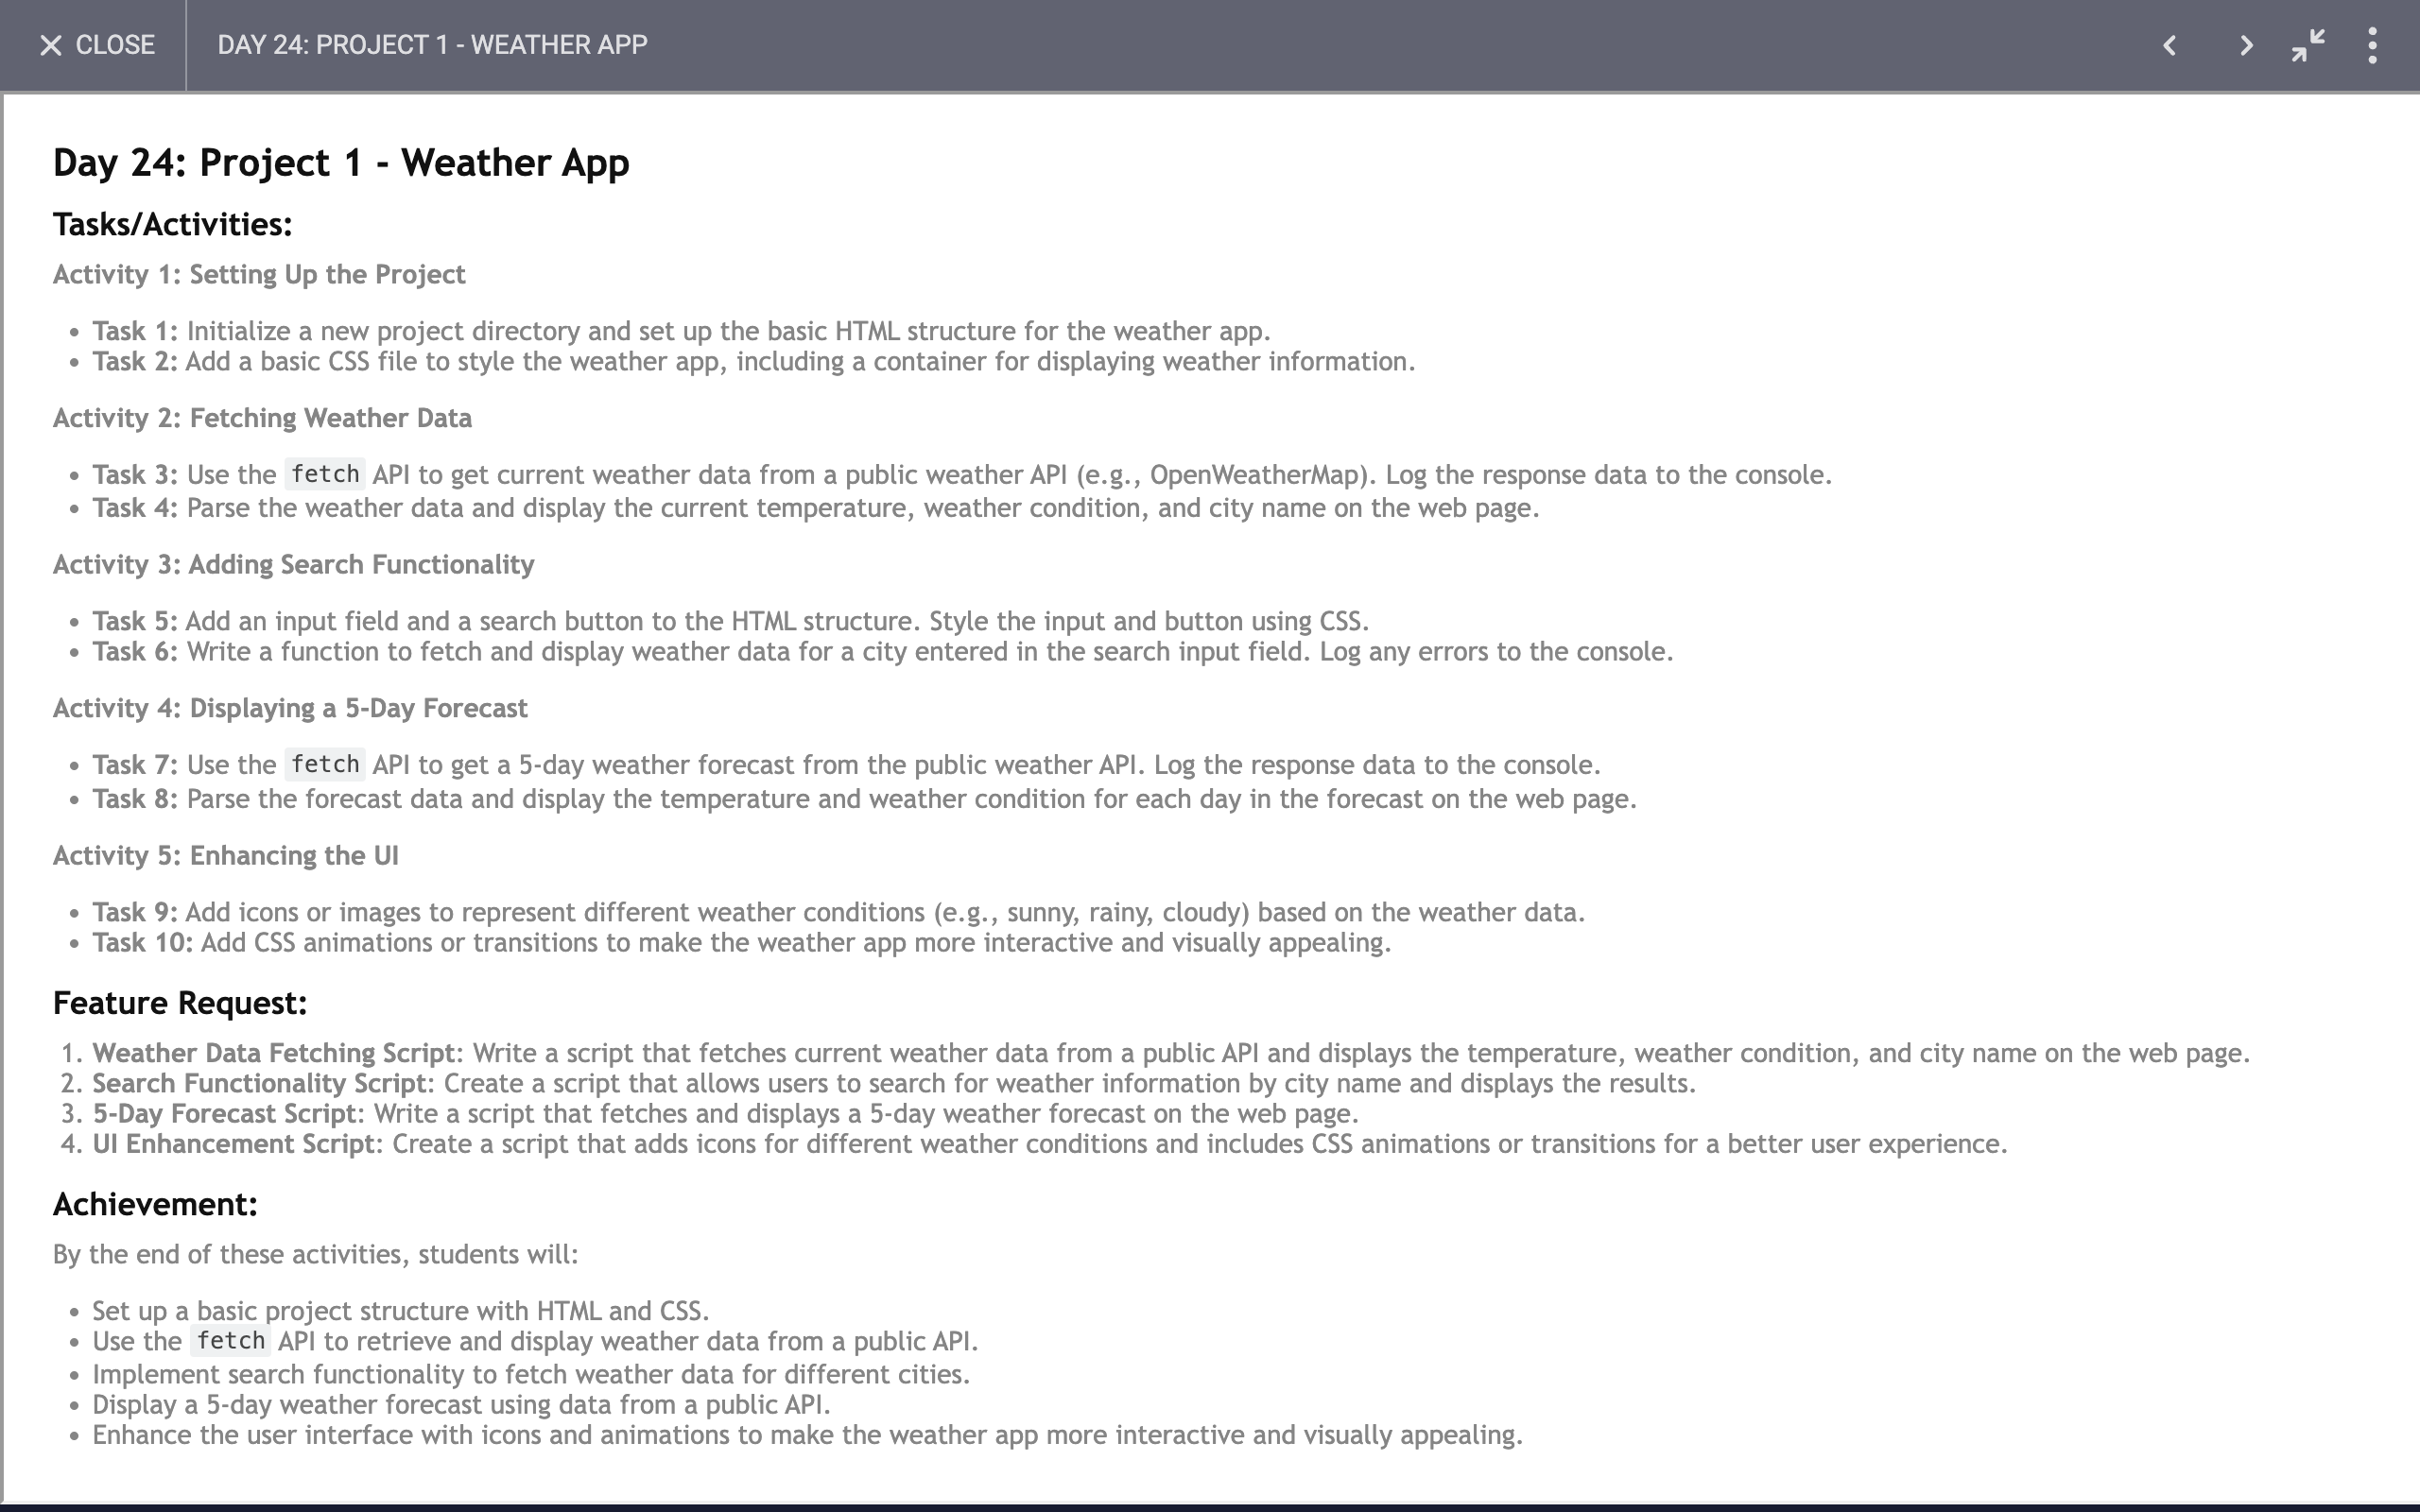 CLOSE
DAY 24: PROJECT 1 - WEATHER APP
Day 24: Project 1 - Weather App
Tasks/Activities:
Activity 1: Setting Up the Project
• Task 1: Initialize a new project directory and set up the basic HTML structure for the weather app.
• Task 2: Add a basic CSS file to style the weather app, including a container for displaying weather information.
Activity 2: Fetching Weather Data
• Task 3: Use the fetch API to get current weather data from a public weather API (e.g., OpenWeatherMap). Log the response data to the console.
• Task 4: Parse the weather data and display the current temperature, weather condition, and city name on the web page.
Activity 3: Adding Search Functionality
• Task 5: Add an input field and a search button to the HTML structure. Style the input and button using CSS.
• Task 6: Write a function to fetch and display weather data for a city entered in the search input field. Log any errors to the console.
Activity 4: Displaying a 5-Day Forecast
• Task 7: Use the fetch API to get a 5-day weather forecast from the public weather API. Log the response data to the console.
• Task 8: Parse the forecast data and display the temperature and weather condition for each day in the forecast on the web page.
Activity 5: Enhancing the UI
• Task 9: Add icons or images to represent different weather conditions (e.g., sunny, rainy, cloudy) based on the weather data.
• Task 10: Add CSS animations or transitions to make the weather app more interactive and visually appealing.
Feature Request:
1. Weather Data Fetching Script: Write a script that fetches current weather data from a public API and displays the temperature, weather condition, and city name on the web page.
2. Search Functionality Script: Create a script that allows users to search for weather information by city name and displays the results.
3. 5-Day Forecast Script: Write a script that fetches and displays a 5-day weather forecast on the web page.
4. UI Enhancement Script: Create a script that adds icons for different weather conditions and includes CSS animations or transitions for a better user experience.
Achievement:
By the end of these activities, students will:
• Set up a basic project structure with HTML and CSS.
• Use the fetch API to retrieve and display weather data from a public API.
• Implement search functionality to fetch weather data for different cities.
• Display a 5-day weather forecast using data from a public API.
• Enhance the user interface with icons and animations to make the weather app more interactive and visually appealing.